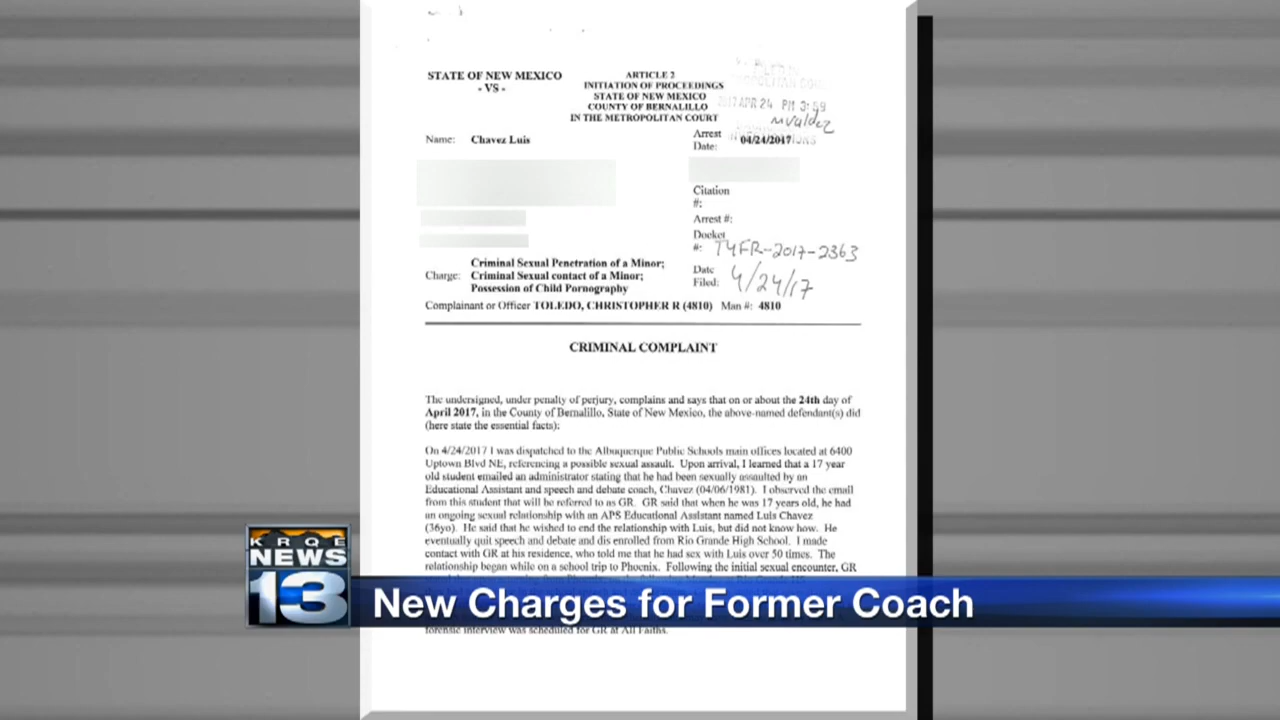 STATE OF NEW MEXICO
- VS -
ARTICLE 2
INITIATION OF PROCEEDINGS
STATE OF NEW MEXICO
COUNTY OF BERNALILLO
IN THE METROPOLITAN COURT
2017 APR 24 PM 3:59
mvaldez
Name: Chavez Luis
Arrest Date: 04/24/2017
Citation
#:
Arrest #:
Docket
#: T4FR-2017-2363
Date
Filed: 4/24/17
Charge: Criminal Sexual Penetration of a Minor;
Criminal Sexual contact of a Minor;
Possession of Child Pornography
Complainant or Officer TOLEDO, CHRISTOPHER R (4810) Man #: 4810
CRIMINAL COMPLAINT
The undersigned, under penalty of perjury, complains and says that on or about the 24th day of
April 2017, in the County of Bernalillo, State of New Mexico, the above-named defendant(s) did
(here state the essential facts):
On 4/24/2017 I was dispatched to the Albuquerque Public Schools main offices located at 6400
Uptown Blvd NE, referencing a possible sexual assault. Upon arrival, I learned that a 17 year
old student emailed an administrator stating that he had been sexually assaulted by an
Educational Assistant and speech and debate coach, Chavez (04/06/1981). I observed the email
from this student that will be referred to as GR. GR said that when he was 17 years old, he had
an ongoing sexual relationship with an APS Educational Assistant named Luis Chavez
(36yo). He said that he wished to end the relationship with Luis, but did not know how. He
eventually quit speech and debate and dis enrolled from Rio Grande High School. I made
contact with GR at his residence, who told me that he had sex with Luis over 50 times. The
relationship began while on a school trip to Phoenix. Following the initial sexual encounter, GR
forensic interview was scheduled for GR at All Faiths.
KRQE
NEWS
13
New Charges for Former Coach